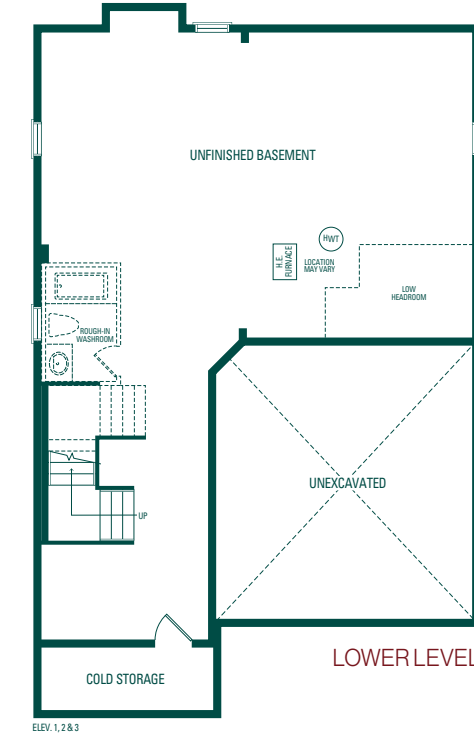 UNFINISHED BASEMENT
HWT
H.E.
FURNACE
LOCATION
MAY VARY
LOW
HEADROOM
ROUGH-IN
WASHROOM
UNEXCAVATED
UP
LOWER LEVEL
COLD STORAGE
ELEV. 1, 2 & 3